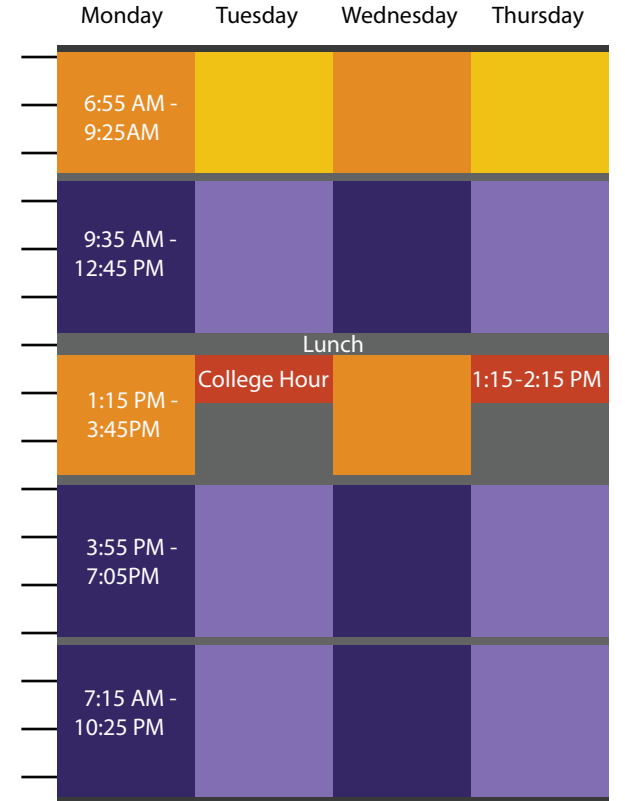 Monday Tuesday Wednesday Thursday
6:55 AM -
9:25AM
9:35 AM -
12:45 PM
Lunch
College Hour 1:15-2:15 PM
1:15 PM -
3:45PM
3:55 PM -
7:05PM
7:15 AM -
10:25 PM